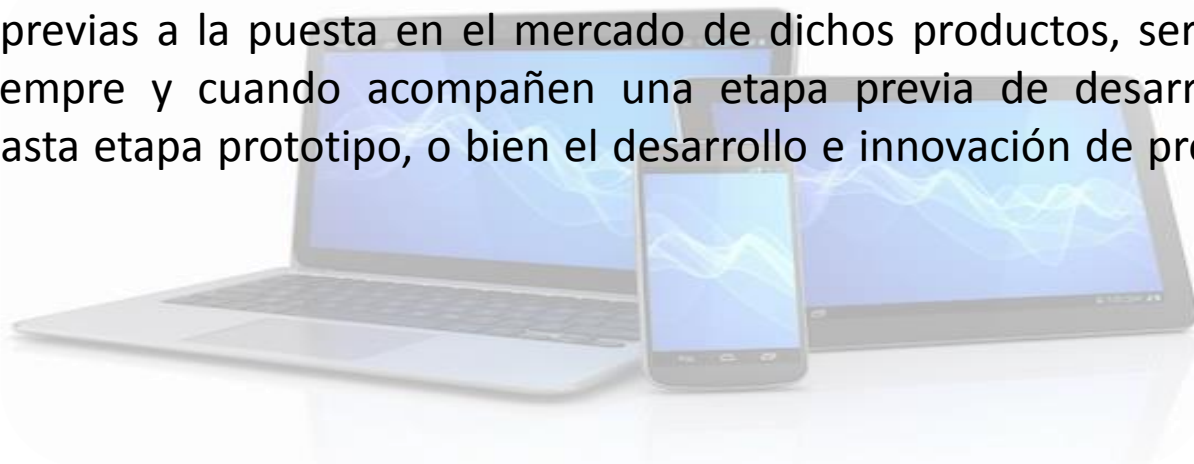 previas a la puesta en el mercado de dichos productos, ser
empre y cuando acompañen una etapa previa de desarr
asta etapa prototipo, o bien el desarrollo e innovación de pr